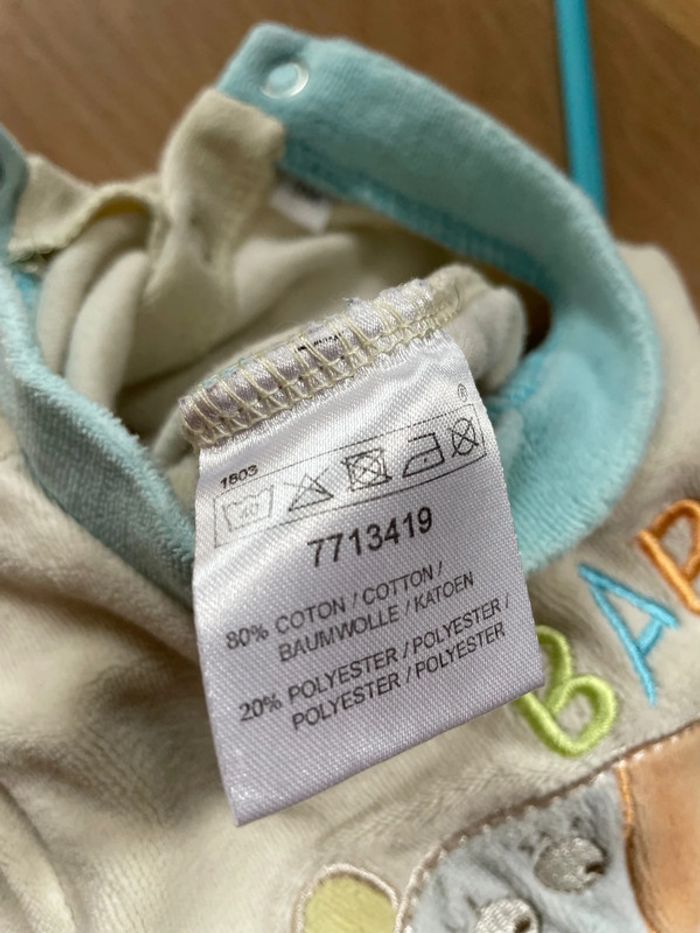 ®
1803
40
7713419
80% COTON / COTTON /
BAUMWOLLE / KATOEN
20% POLYESTER / POLYESTER /
POLYESTER / POLYESTER
BAB